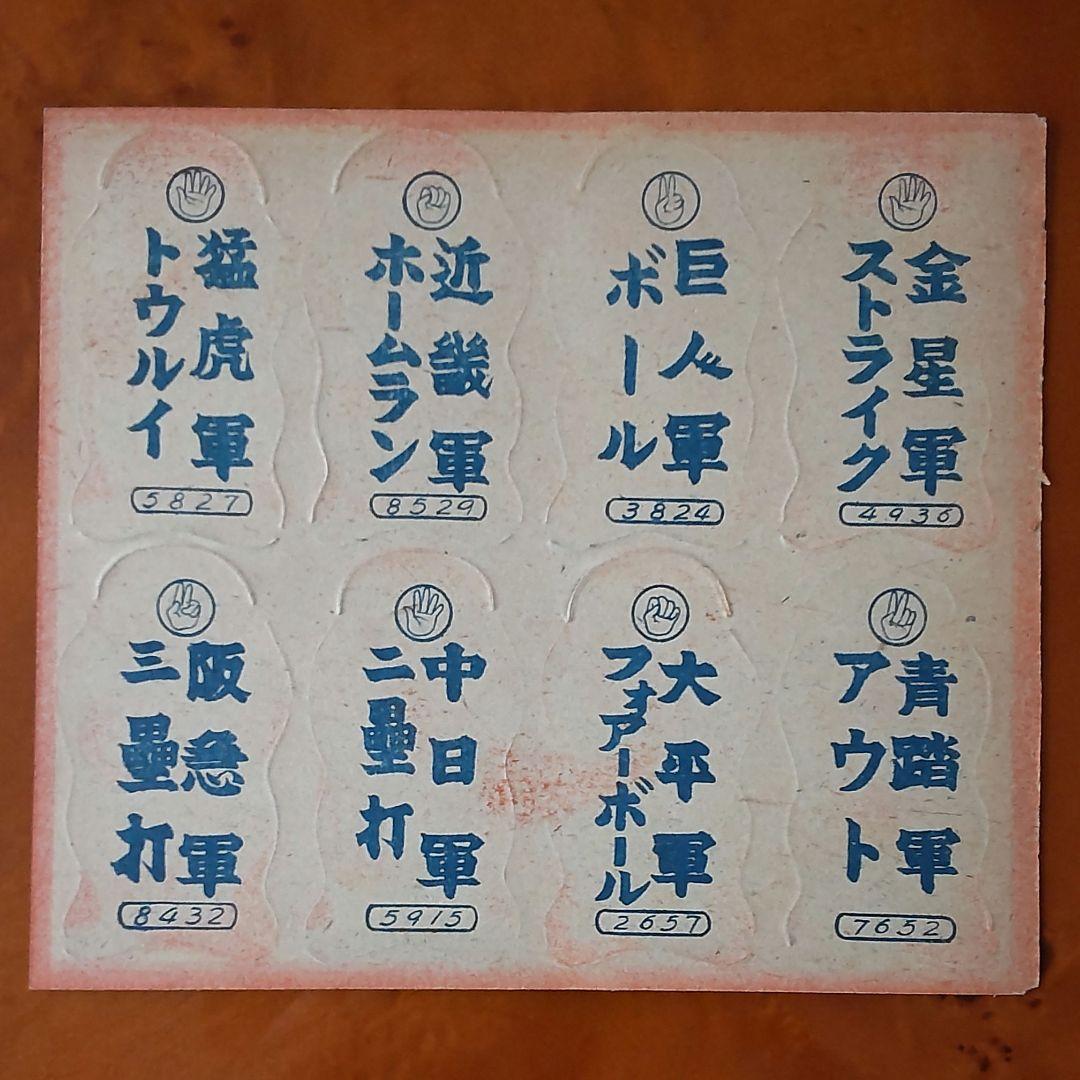 金星軍
ストライク
4936
巨人軍
ボール
3824
近畿軍
ホームラン
8529
猛虎軍
トウルイ
5827
青踏軍
アウト
7652
大平軍
フォアーボール
2657
中日軍
二壘打
5915
阪急軍
三壘打
8432